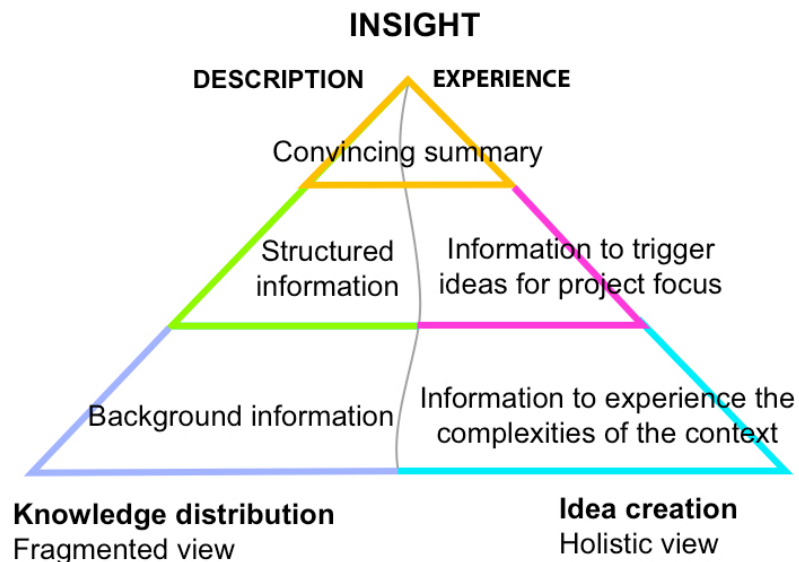 INSIGHT
DESCRIPTION
EXPERIENCE
Convincing summary
Structured
information
Information to trigger
ideas for project focus
Background information
Information to experience the
complexities of the context
Knowledge distribution
Fragmented view
Idea creation
Holistic view